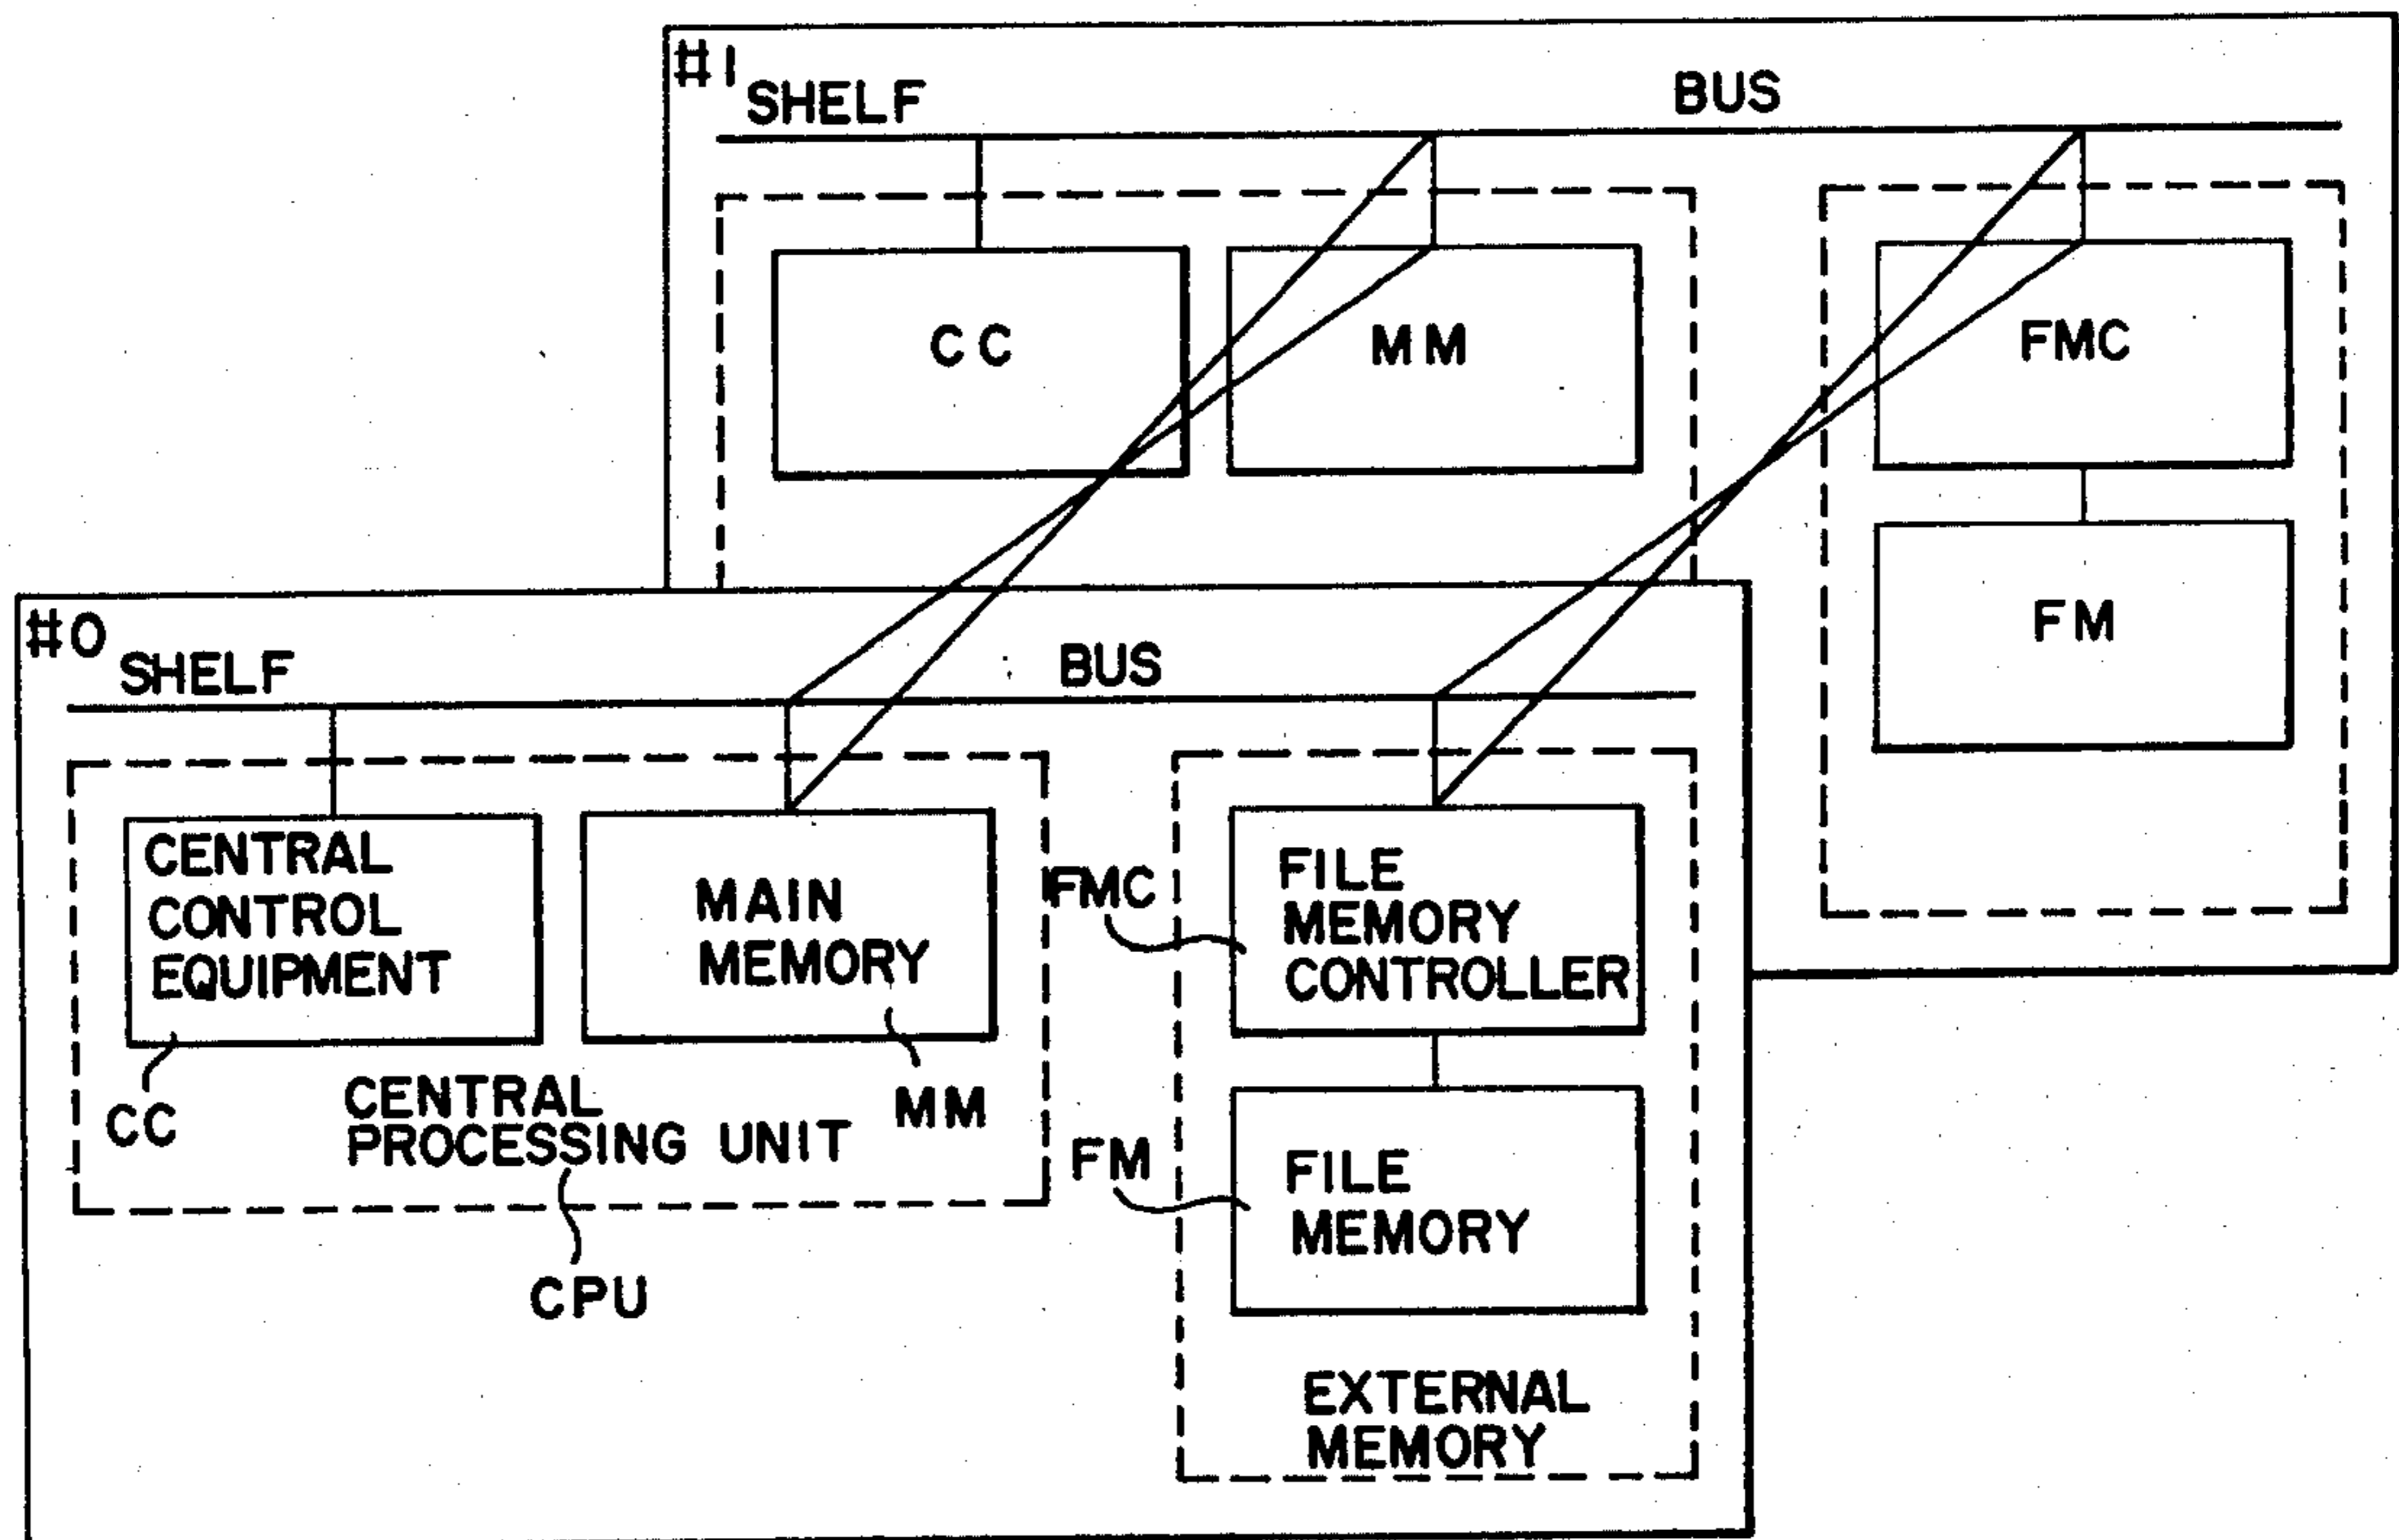 #1
SHELF
BUS
CC
MM
FMC
FM
#0
SHELF
BUS
CENTRAL
CONTROL
EQUIPMENT
MAIN
MEMORY
FMC
FILE
MEMORY
CONTROLLER
CC
CENTRAL
PROCESSING UNIT
MM
FM
FILE
MEMORY
CPU
EXTERNAL
MEMORY